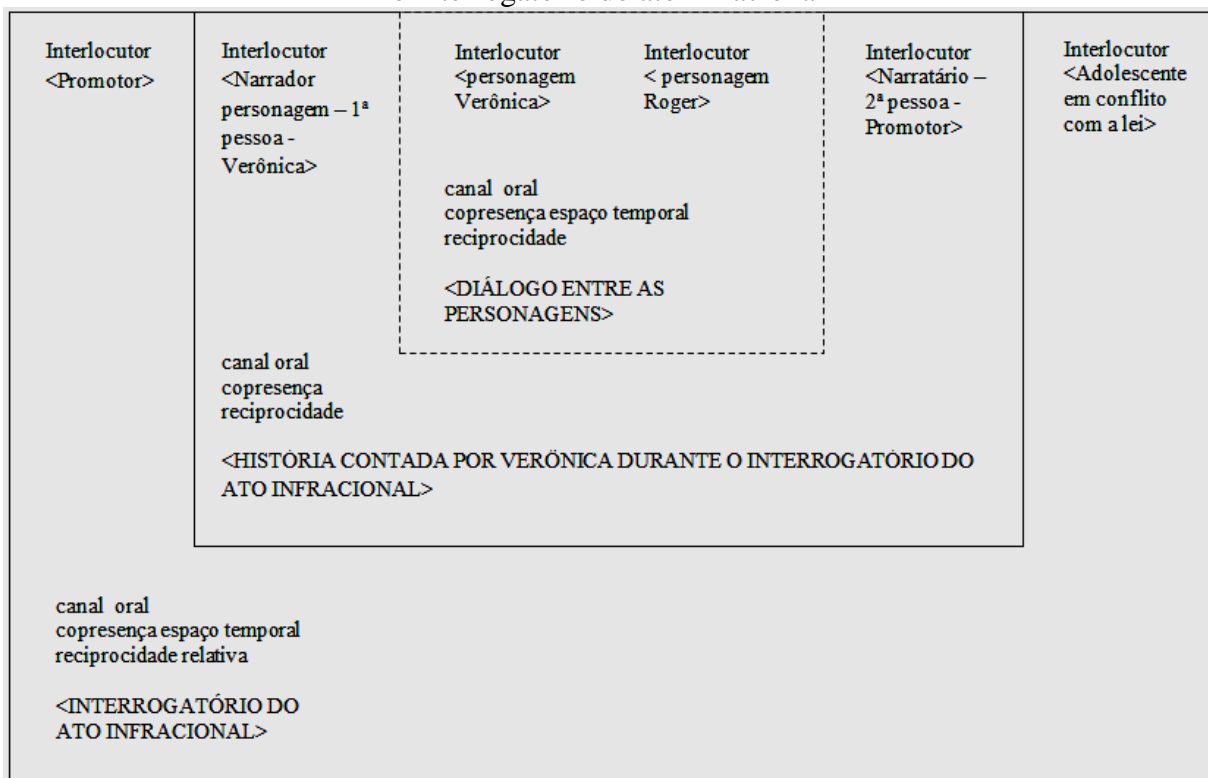 Interlocutor
<Promotor>
Interlocutor
<Narrador
personagem – 1ª
pessoa -
Verônica>
Interlocutor
<personagem
Verônica>
Interlocutor
< personagem
Roger>
Interlocutor
<Narratário –
2ª pessoa -
Promotor>
Interlocutor
<Adolescente
em conflito
com a lei>
canal oral
copresença espaço temporal
reciprocidade
<DIÁLOGO ENTRE AS
PERSONAGENS>
canal oral
copresença
reciprocidade
<HISTÓRIA CONTADA POR VERÔNICA DURANTE O INTERROGATÓRIO DO
ATO INFRACIONAL>
canal oral
copresença espaço temporal
reciprocidade relativa
<INTERROGATÓRIO DO
ATO INFRACIONAL>